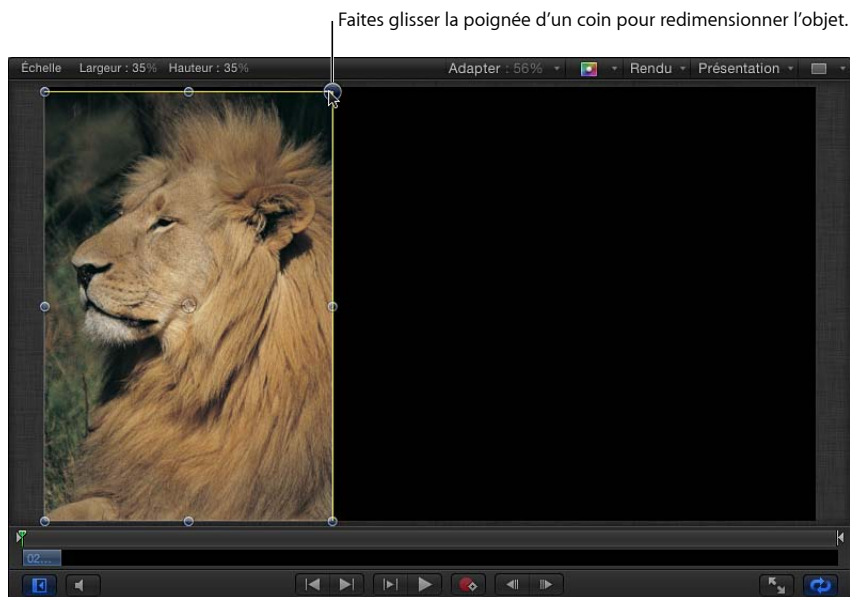 Faites glisser la poignée d’un coin pour redimensionner l’objet.
Échelle Largeur : 35% Hauteur : 35% Adapter : 56% Rendu Présentation
02...